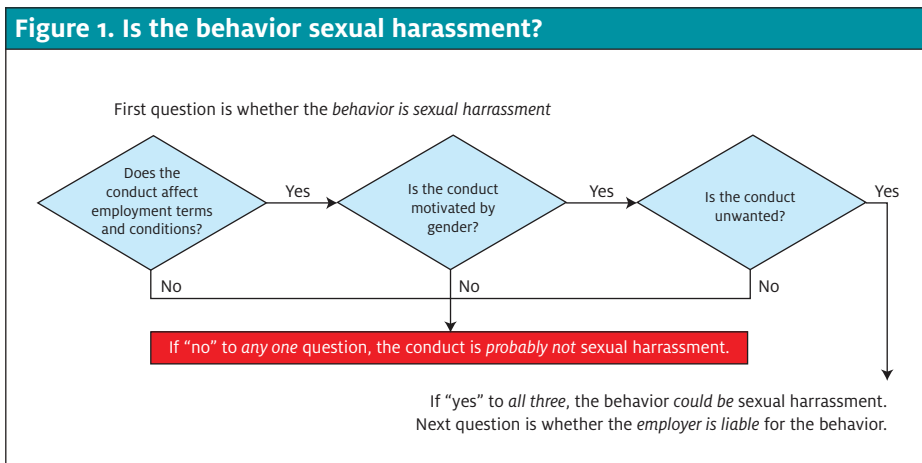 Figure 1. Is the behavior sexual harassment?
First question is whether the behavior is sexual harrassment
Does the
conduct affect
employment terms
and conditions?
Yes
Is the conduct
motivated by
gender?
Yes
Is the conduct
unwanted?
Yes
No
No
No
If “no” to any one question, the conduct is probably not sexual harrassment.
If “yes” to all three, the behavior could be sexual harrassment.
Next question is whether the employer is liable for the behavior.